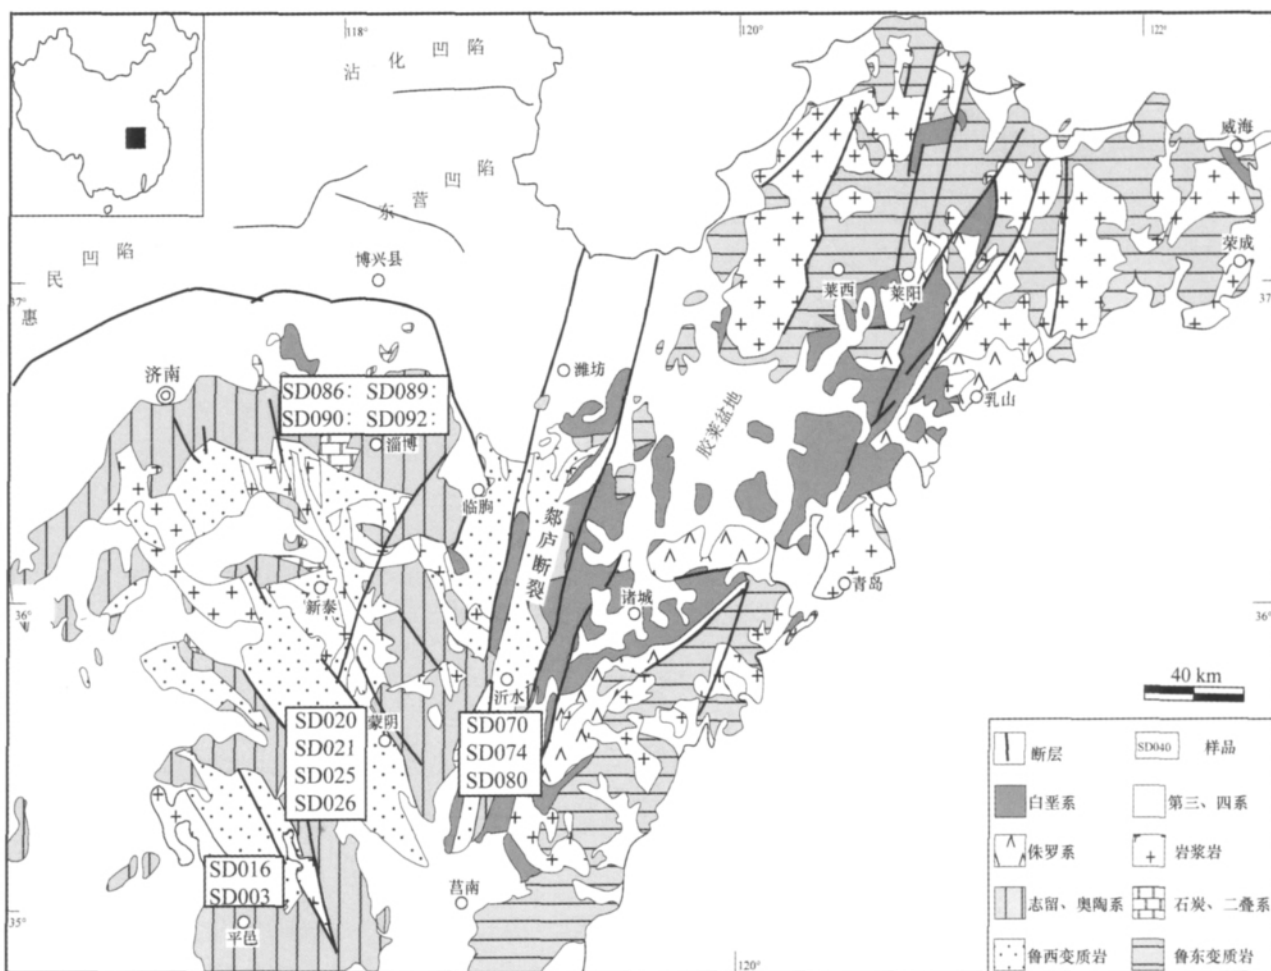 118°
120°
122°
沾 化 凹 陷
东 营 凹 陷
惠 民 凹 陷
博兴县
威海
荣成
莱西
莱阳
37°
37
济南
潍坊
乳山
SD086: SD089:
SD090: SD092:
淄博
胶莱盆地
临朐
郯庐断裂
新泰
诸城
青岛
36°
36°
沂水
40 km
SD020
SD021
SD025
SD026
蒙阴
SD070
SD074
SD080
SD016
SD003
莒南
35°
平邑
120°
断层
SD040 样品
白垩系
第三、四系
侏罗系
岩浆岩
志留、奥陶系
石炭、二叠系
鲁西变质岩
鲁东变质岩